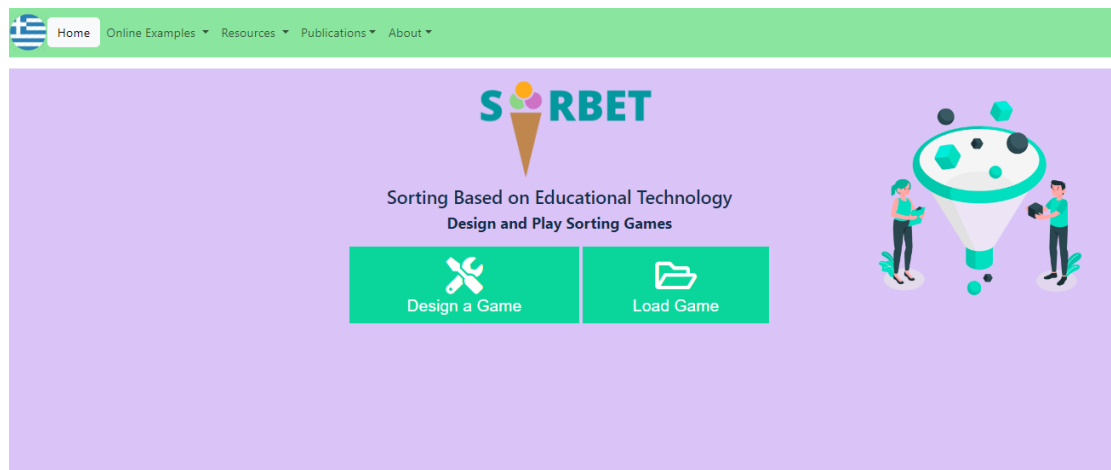 Home Online Examples Resources Publications About
SORBET
Sorting Based on Educational Technology
Design and Play Sorting Games
Design a Game Load Game